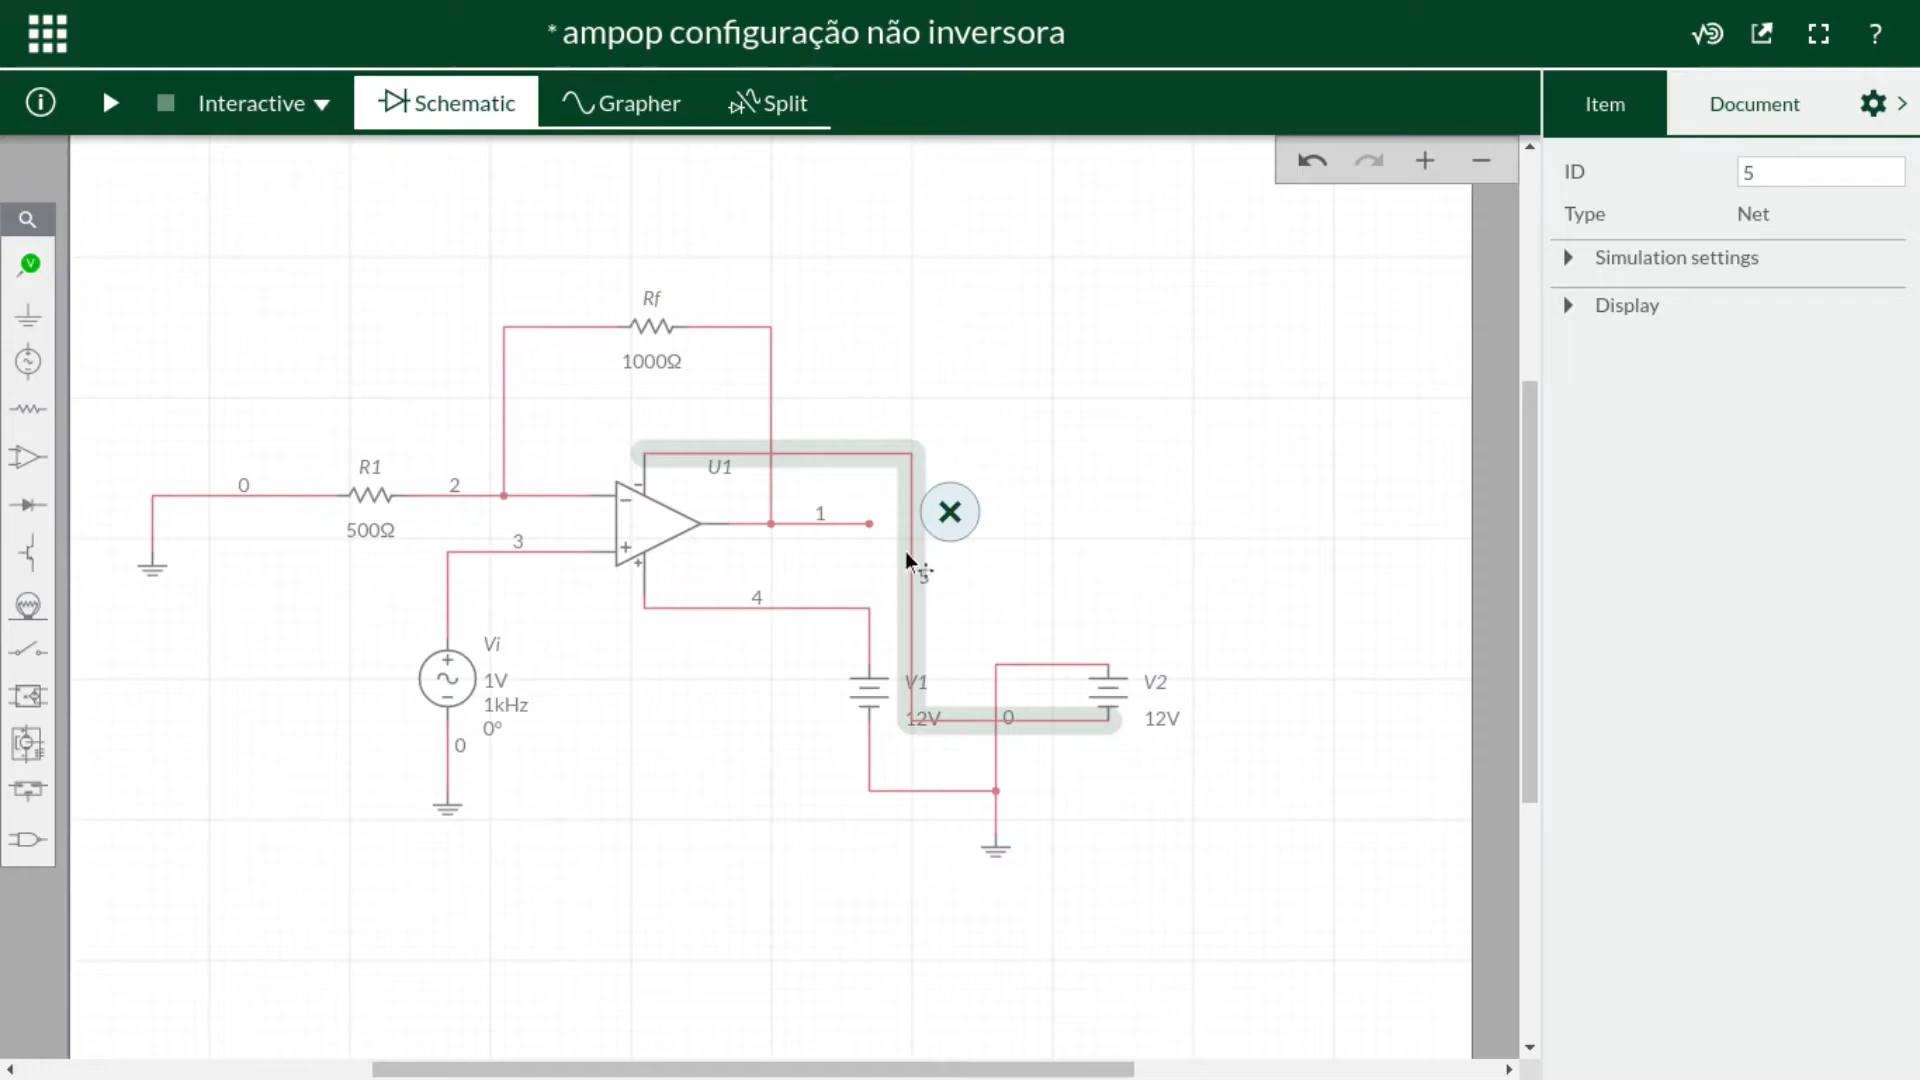 * ampop configuração não inversora
?
Interactive
Schematic
Grapher
Split
Item
Document
ID
5
Type
Net
Simulation settings
Display
V
Rf
1000Ω
R1
0
2
500Ω
U1
1
3
4
5
Vi
1V
1kHz
0°
0
V1
12V
0
V2
12V